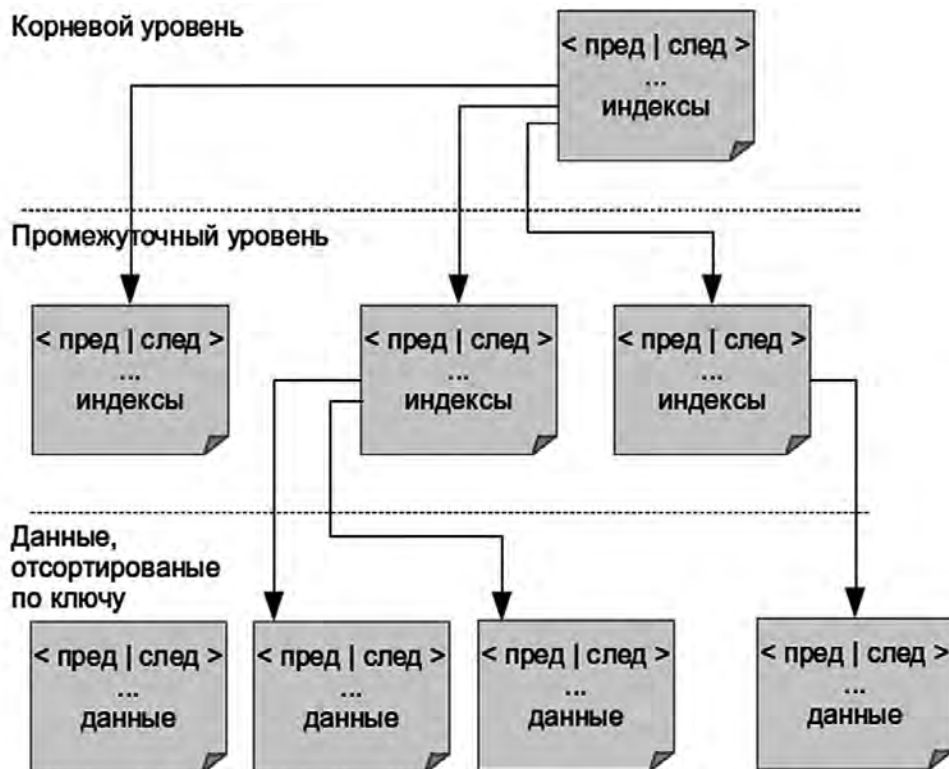 Корневой уровень
< пред | след >
...
индексы
Промежуточный уровень
< пред | след >
...
индексы
< пред | след >
...
индексы
< пред | след >
...
индексы
Данные,
отсортированые
по ключу
< пред | след >
...
данные
< пред | след >
...
данные
< пред | след >
...
данные
< пред | след >
...
данные